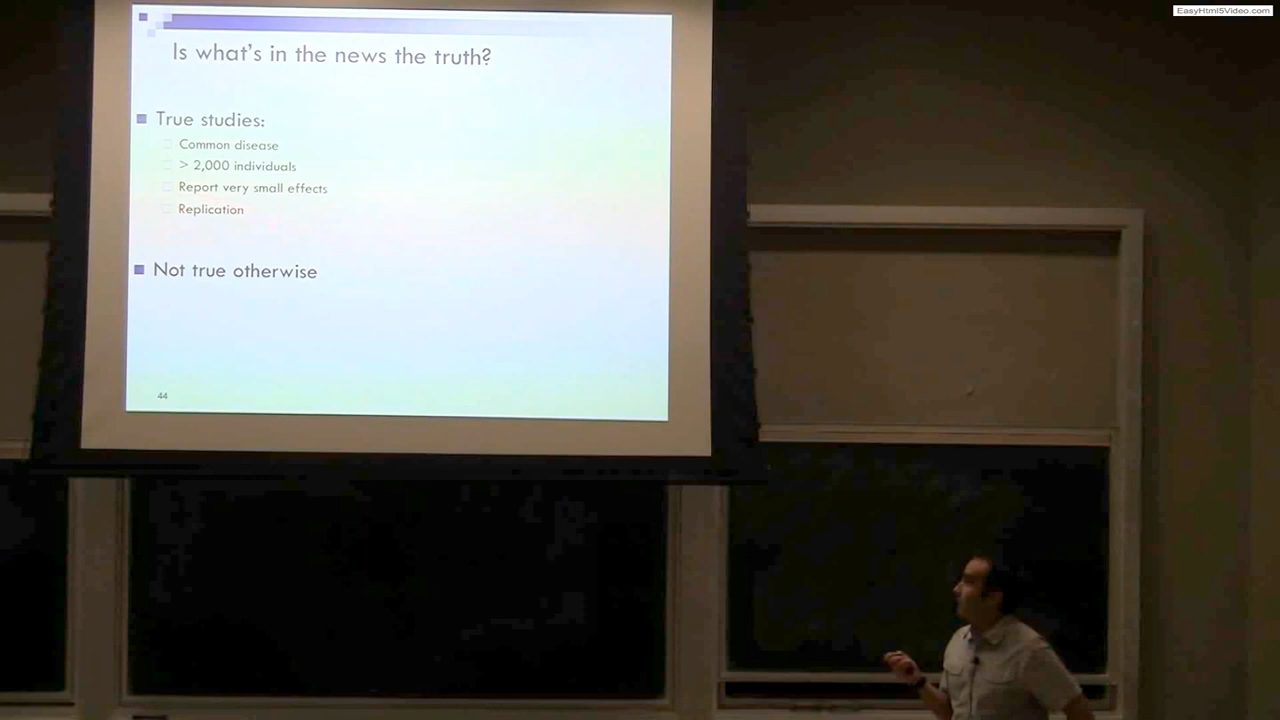 EasyHtml5Video.com
Is what's in the news the truth?
True studies:
Common disease
> 2,000 individuals
Report very small effects
Replication
Not true otherwise
44